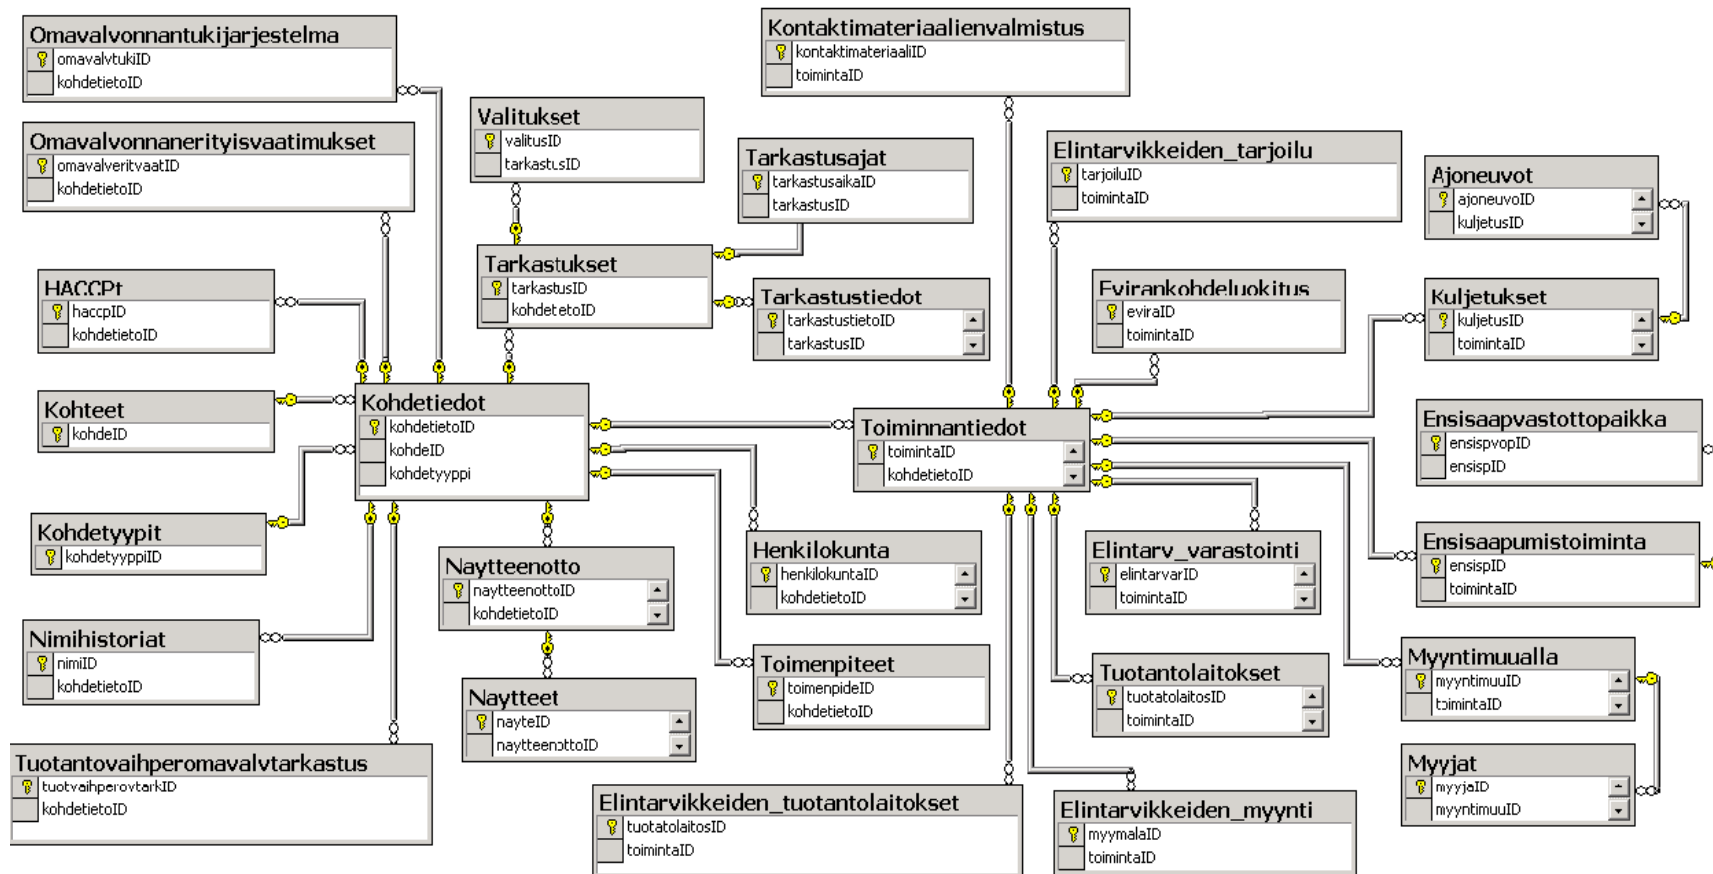 Omavalvonnantukijarjestelma
omavalvtukiID
kohdetietoID
Omavalvonnanerityisvaatimukset
omavalveritvaatID
kohdetietoID
HACCPt
haccpID
kohdetietoID
Kohteet
kohdeID
Kohdetyypit
kohdetyyppiID
Nimihistoriat
nimiID
kohdetietoID
Tuotantovaihperomavalvtarkastus
tuotvaihperovtarkID
kohdetietoID
Valitukset
valitusID
tarkastusID
Tarkastusajat
tarkastusaikaID
tarkastusID
Tarkastukset
tarkastusID
kohdetetoID
Tarkastustiedot
tarkastustietoID
tarkastusID
Kohdetiedot
kohdetietoID
kohdeID
kohdetyyppi
Naytteenotto
naytteenottoID
kohdetietoID
Naytteet
nayteID
naytteenottoID
Henkilokunta
henkilokuntaID
kohdetietoID
Toimenpiteet
toimenpideID
kohdetietoID
Kontaktimateriaalienvalmistus
kontaktimateriaaliID
toimintaID
Elintarvikkeiden_tarjoilu
tarjoiluID
toimintaID
Evirankohdeluokitus
eviraID
toimintaID
Toiminnantiedot
toimintaID
kohdetietoID
Elintarv_varastointi
elintarvarID
toimintaID
Tuotantolaitokset
tuotatolaitosID
toimintaID
Elintarvikkeiden_tuotantolaitokset
tuotatolaitosID
toimintaID
Elintarvikkeiden_myynti
myymalaID
toimintaID
Ajoneuvot
ajoneuvoID
kuljetusID
Kuljetukset
kuljetusID
toimintaID
Ensisaapvastottopaikka
ensispvopID
ensispID
Ensisaapumistoiminta
ensispID
toimintaID
Myyntimuualla
myyntimuuID
toimintaID
Myyjat
myyjaID
myyntimuuID